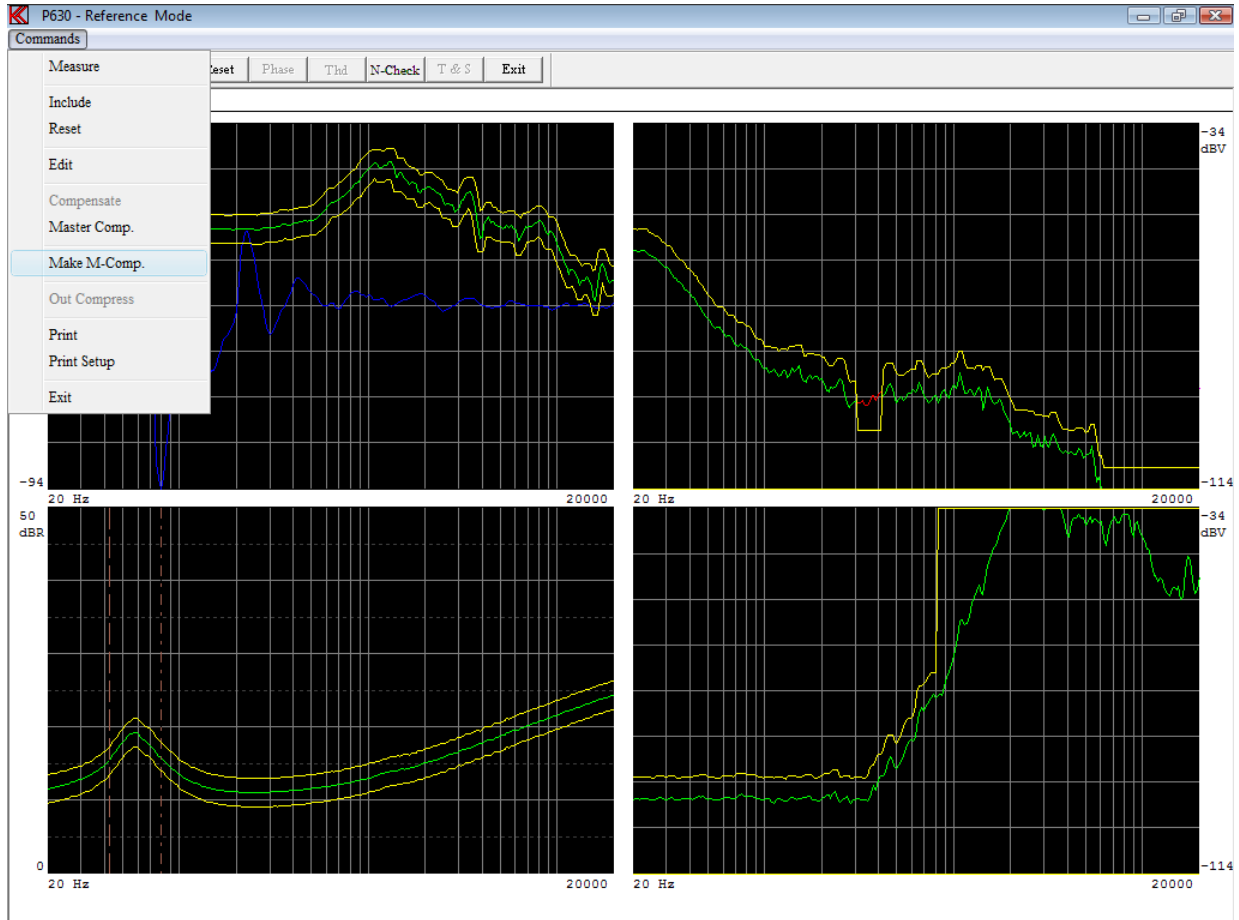 P630 - Reference Mode
Commands
Measure
Include
Reset
Edit
Compensate
Master Comp.
Make M-Comp.
Out Compress
Print
Print Setup
Exit
Phase
Thd
N-Check
T & S
Exit
-34
dBV
-94
20 Hz
20000
20 Hz
20000
-114
50
dBR
-34
dBV
0
20 Hz
20000
20 Hz
20000
-114